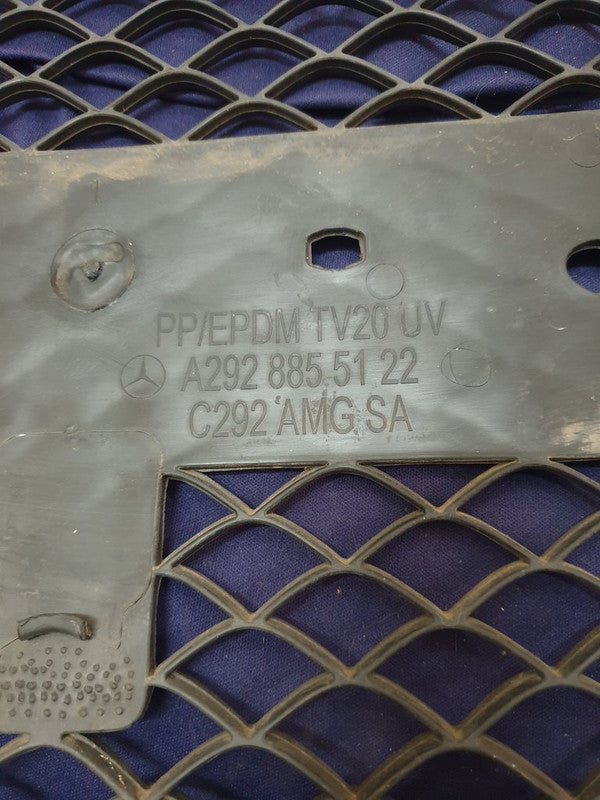 PP/EPDM TV20 UV
A292 885 51 22
C292 AMG SA